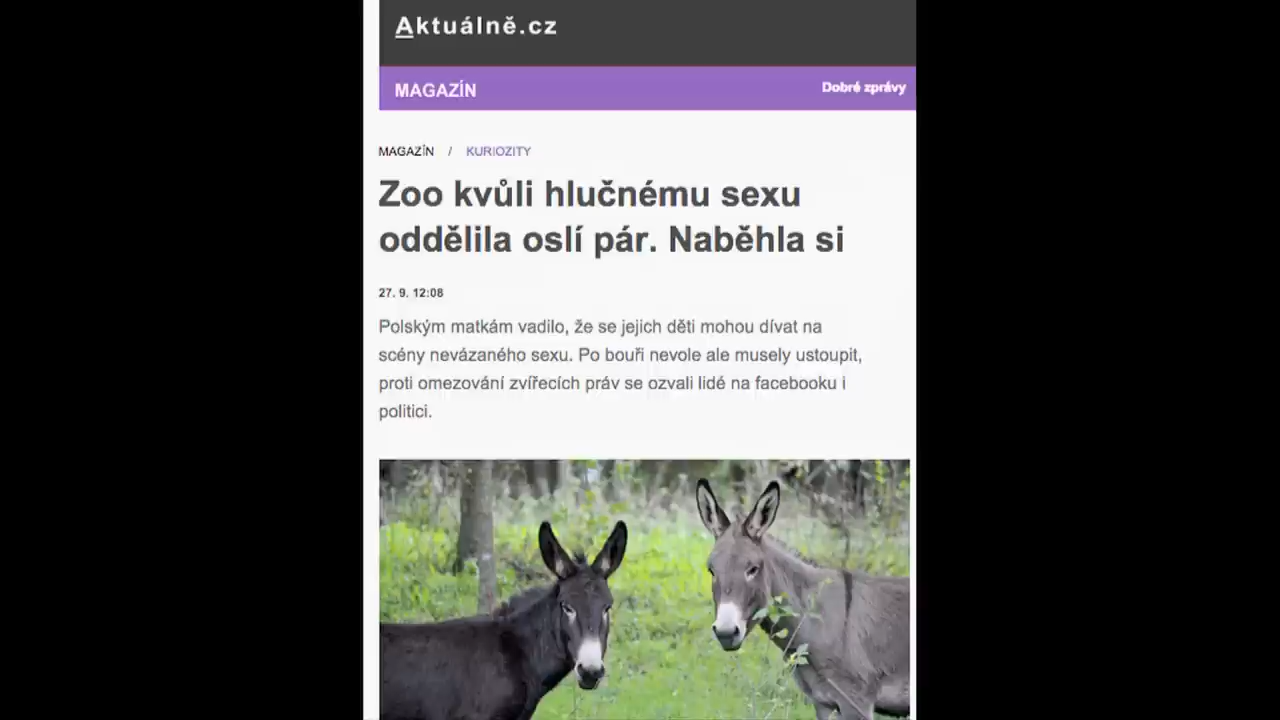 Aktuálně.cz
MAGAZÍN
Dobré zprávy
MAGAZÍN / KURIOZITY
Zoo kvůli hlučnému sexu
oddělila oslí pár. Naběhla si
27. 9. 12:08
Polským matkám vadilo, že se jejich děti mohou dívat na
scény nevázaného sexu. Po bouři nevole ale musely ustoupit,
proti omezování zvířecích práv se ozvali lidé na facebooku i
politici.